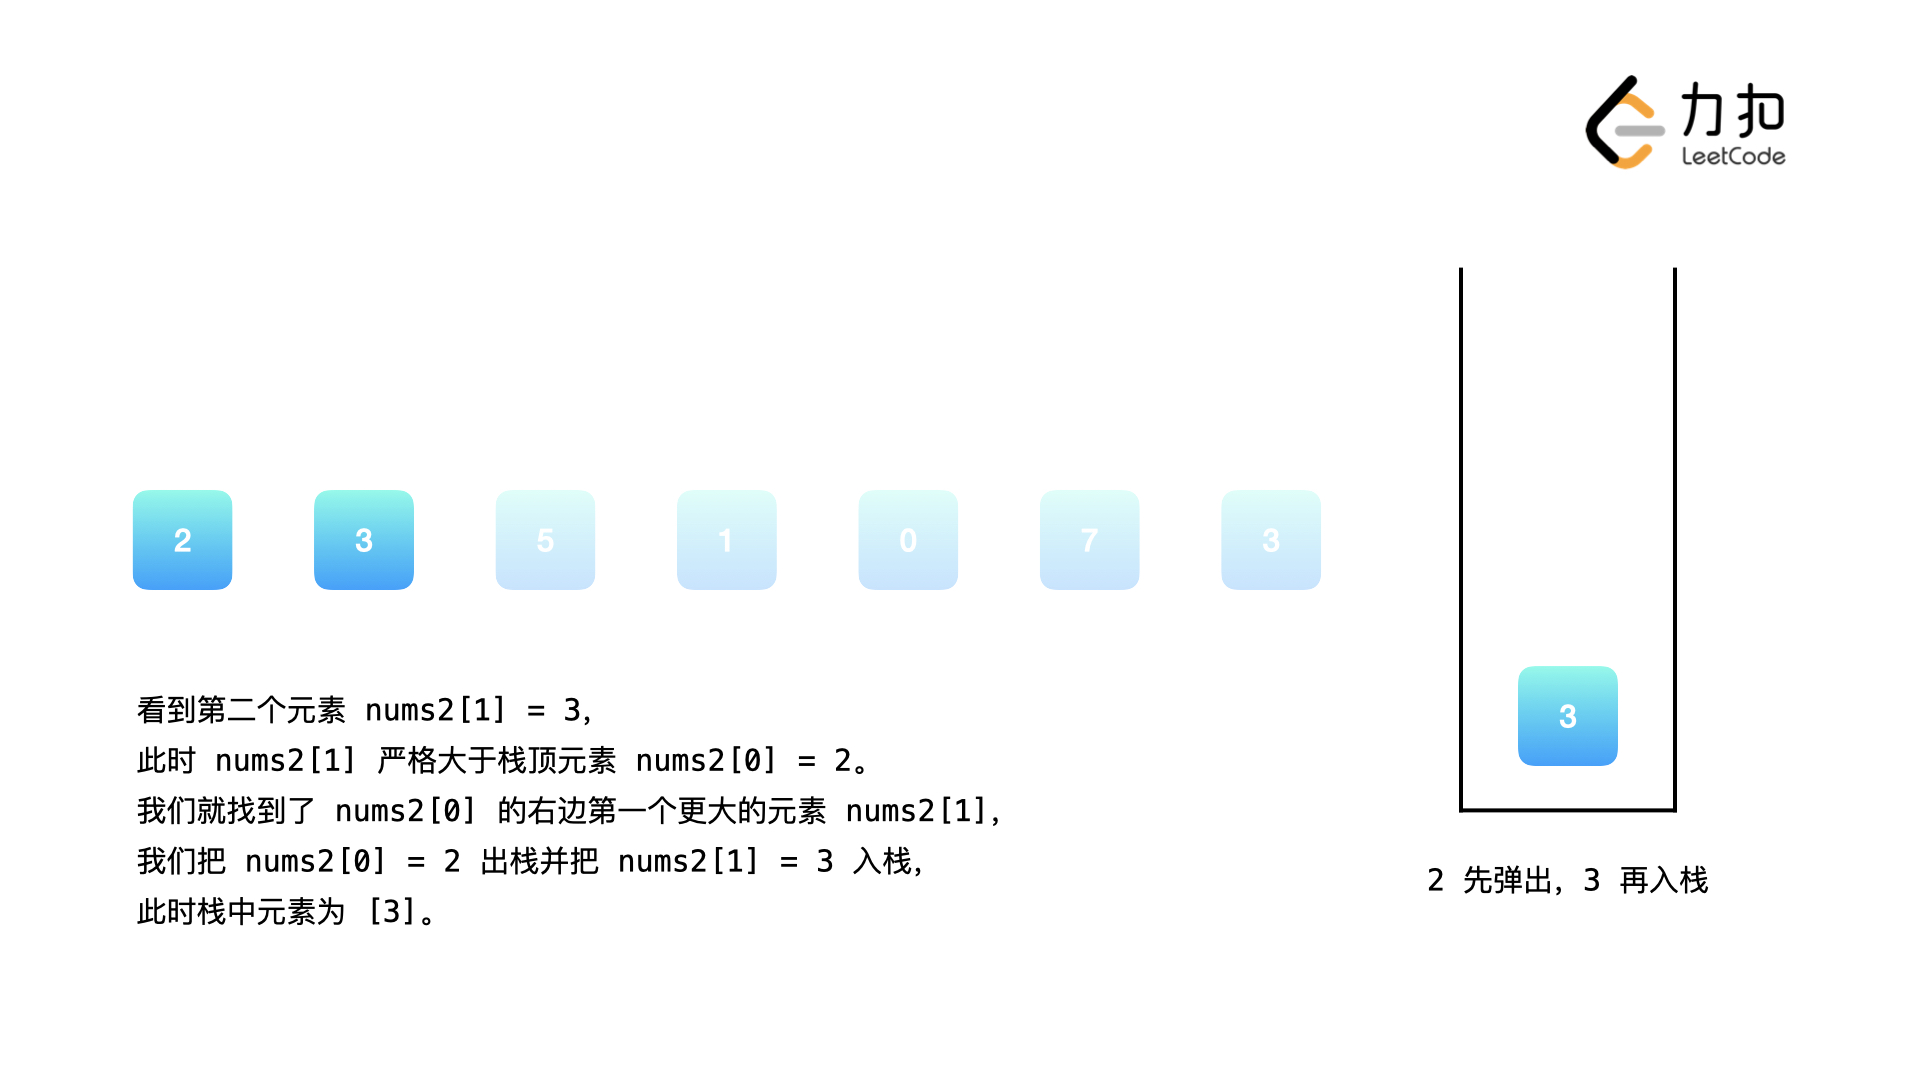 力扣
LeetCode
2 3 5 1 0 7 3
3
看到第二个元素 nums2[1] = 3，
此时 nums2[1] 严格大于栈顶元素 nums2[0] = 2。
我们就找到了 nums2[0] 的右边第一个更大的元素 nums2[1]，
我们把 nums2[0] = 2 出栈并把 nums2[1] = 3 入栈，
此时栈中元素为 [3]。
2 先弹出，3 再入栈